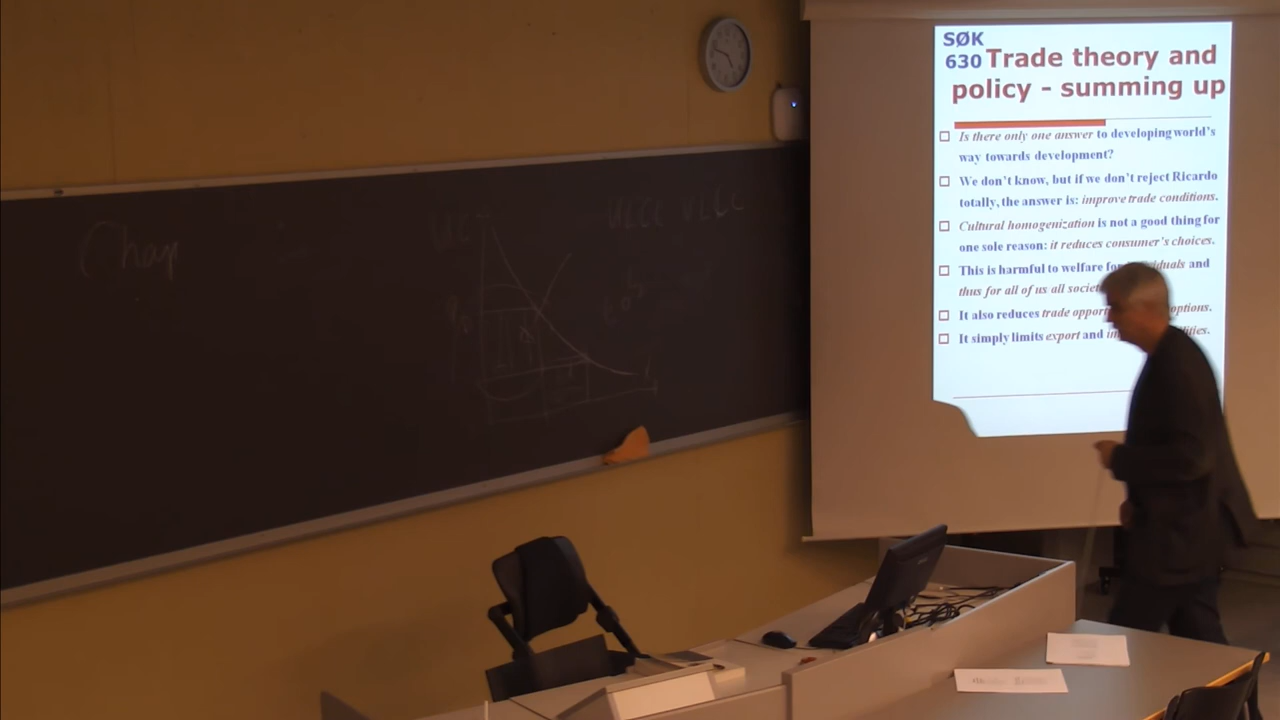 SØK
630 Trade theory and
policy - summing up
Is there only one answer to developing world's
way towards development?
We don't know, but if we don't reject Ricardo
totally, the answer is: improve trade conditions.
Cultural homogenization is not a good thing for
one sole reason: it reduces consumer's choices.
This is harmful to welfare for and
thus for all of us all
It also reduces trade options.
It simply limits export and
Chap